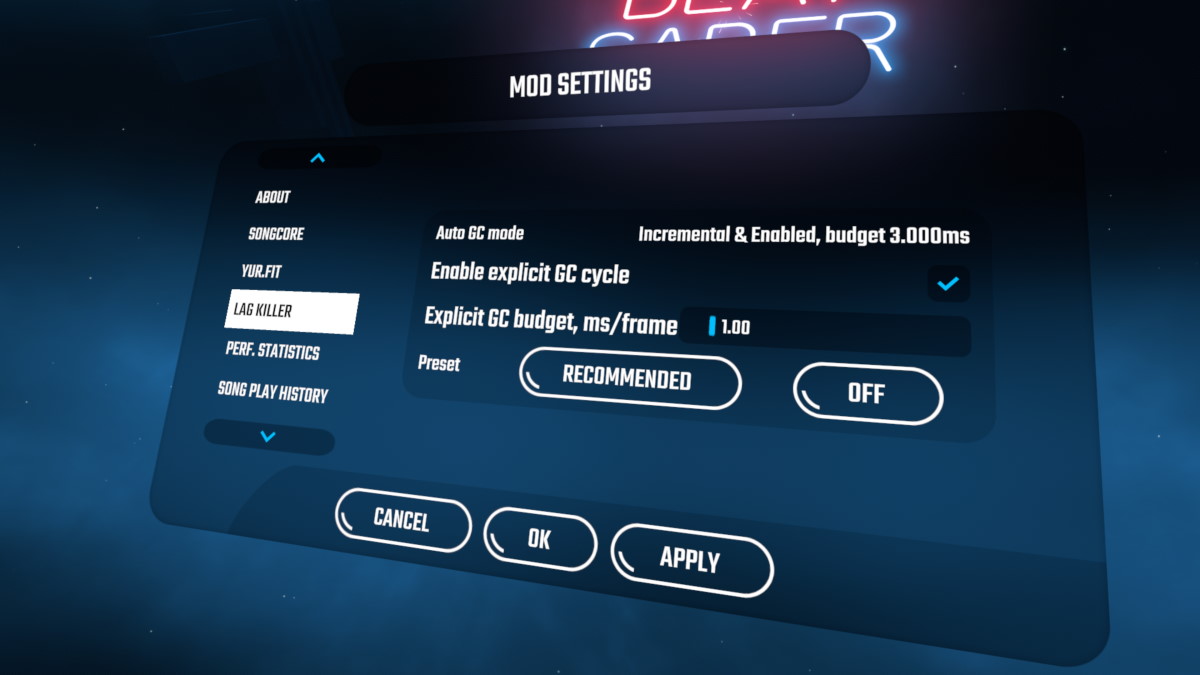 BEAT
SABER
MOD SETTINGS
ABOUT
SONGCORE
YUR.FIT
LAG KILLER
PERF. STATISTICS
SONG PLAY HISTORY
Auto GC mode Incremental & Enabled, budget 3.000ms
Enable explicit GC cycle
Explicit GC budget, ms/frame 1.00
Preset RECOMMENDED OFF
CANCEL OK APPLY